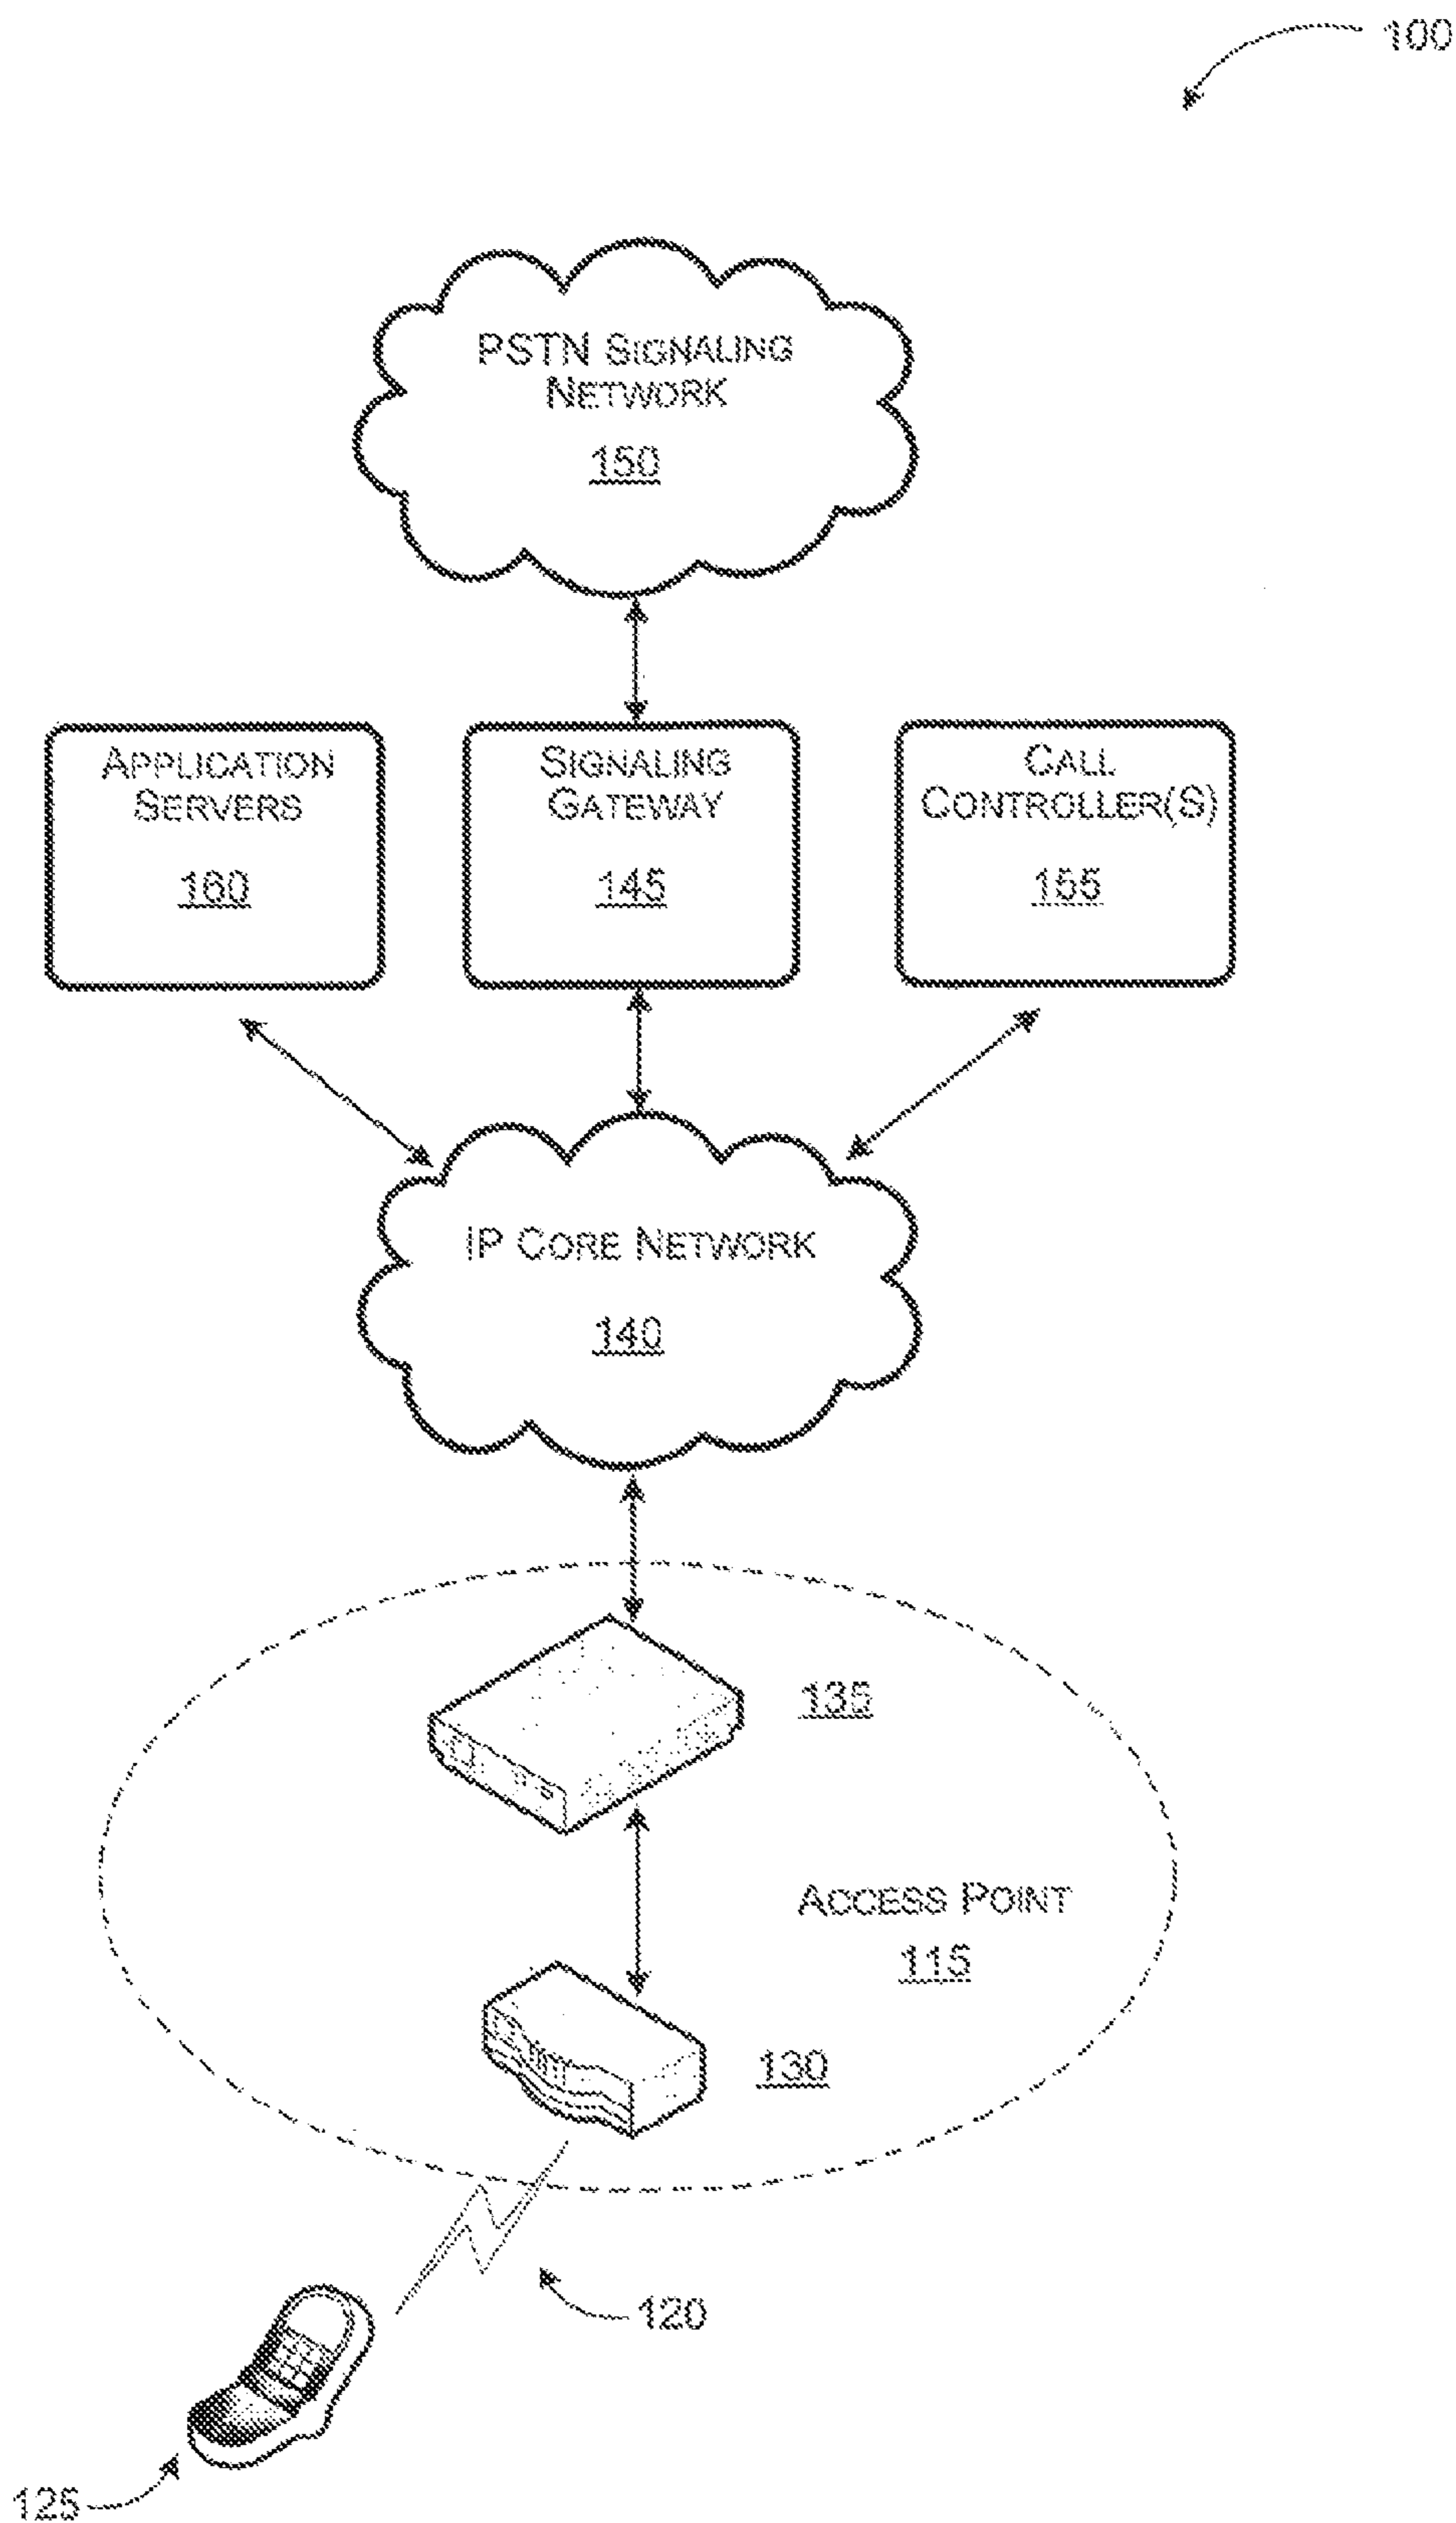 100
PSTN SIGNALING
NETWORK
150
APPLICATION
SERVERS
160
SIGNALING
GATEWAY
145
CALL
CONTROLLER(S)
155
IP CORE NETWORK
140
135
ACCESS POINT
115
130
120
125